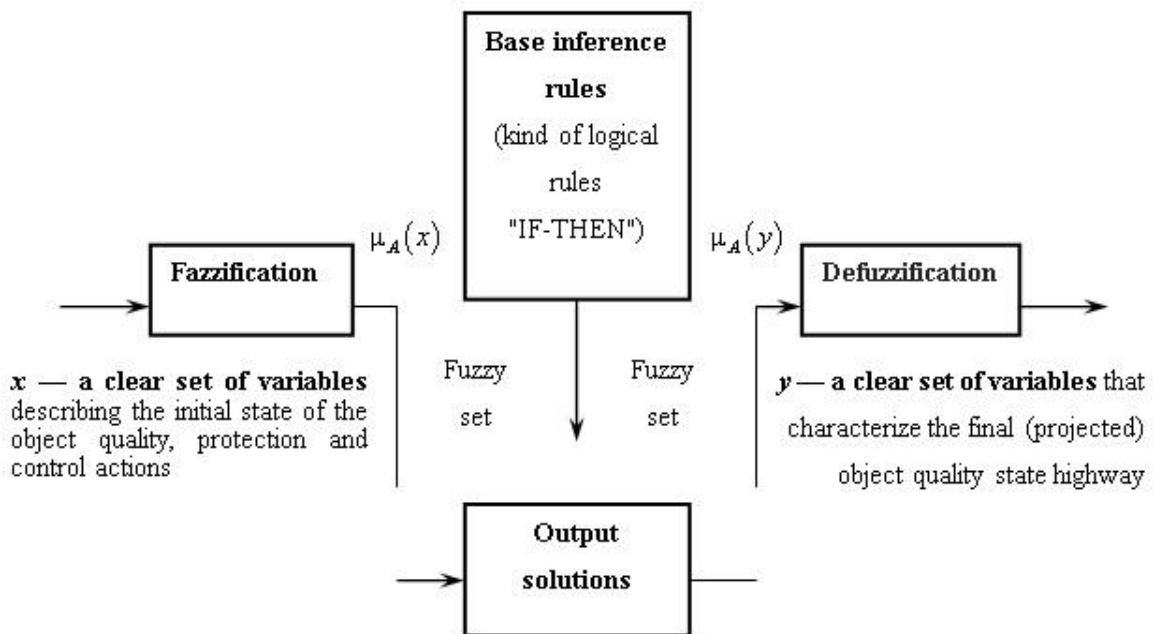 Base inference
rules
(kind of logical
rules
"IF-THEN")
μ_A(x)
μ_A(y)
Fazzification
Defuzzification
Fuzzy
set
Fuzzy
set
x — a clear set of variables
describing the initial state of the
object quality, protection and
control actions
y — a clear set of variables that
characterize the final (projected)
object quality state highway
Output
solutions